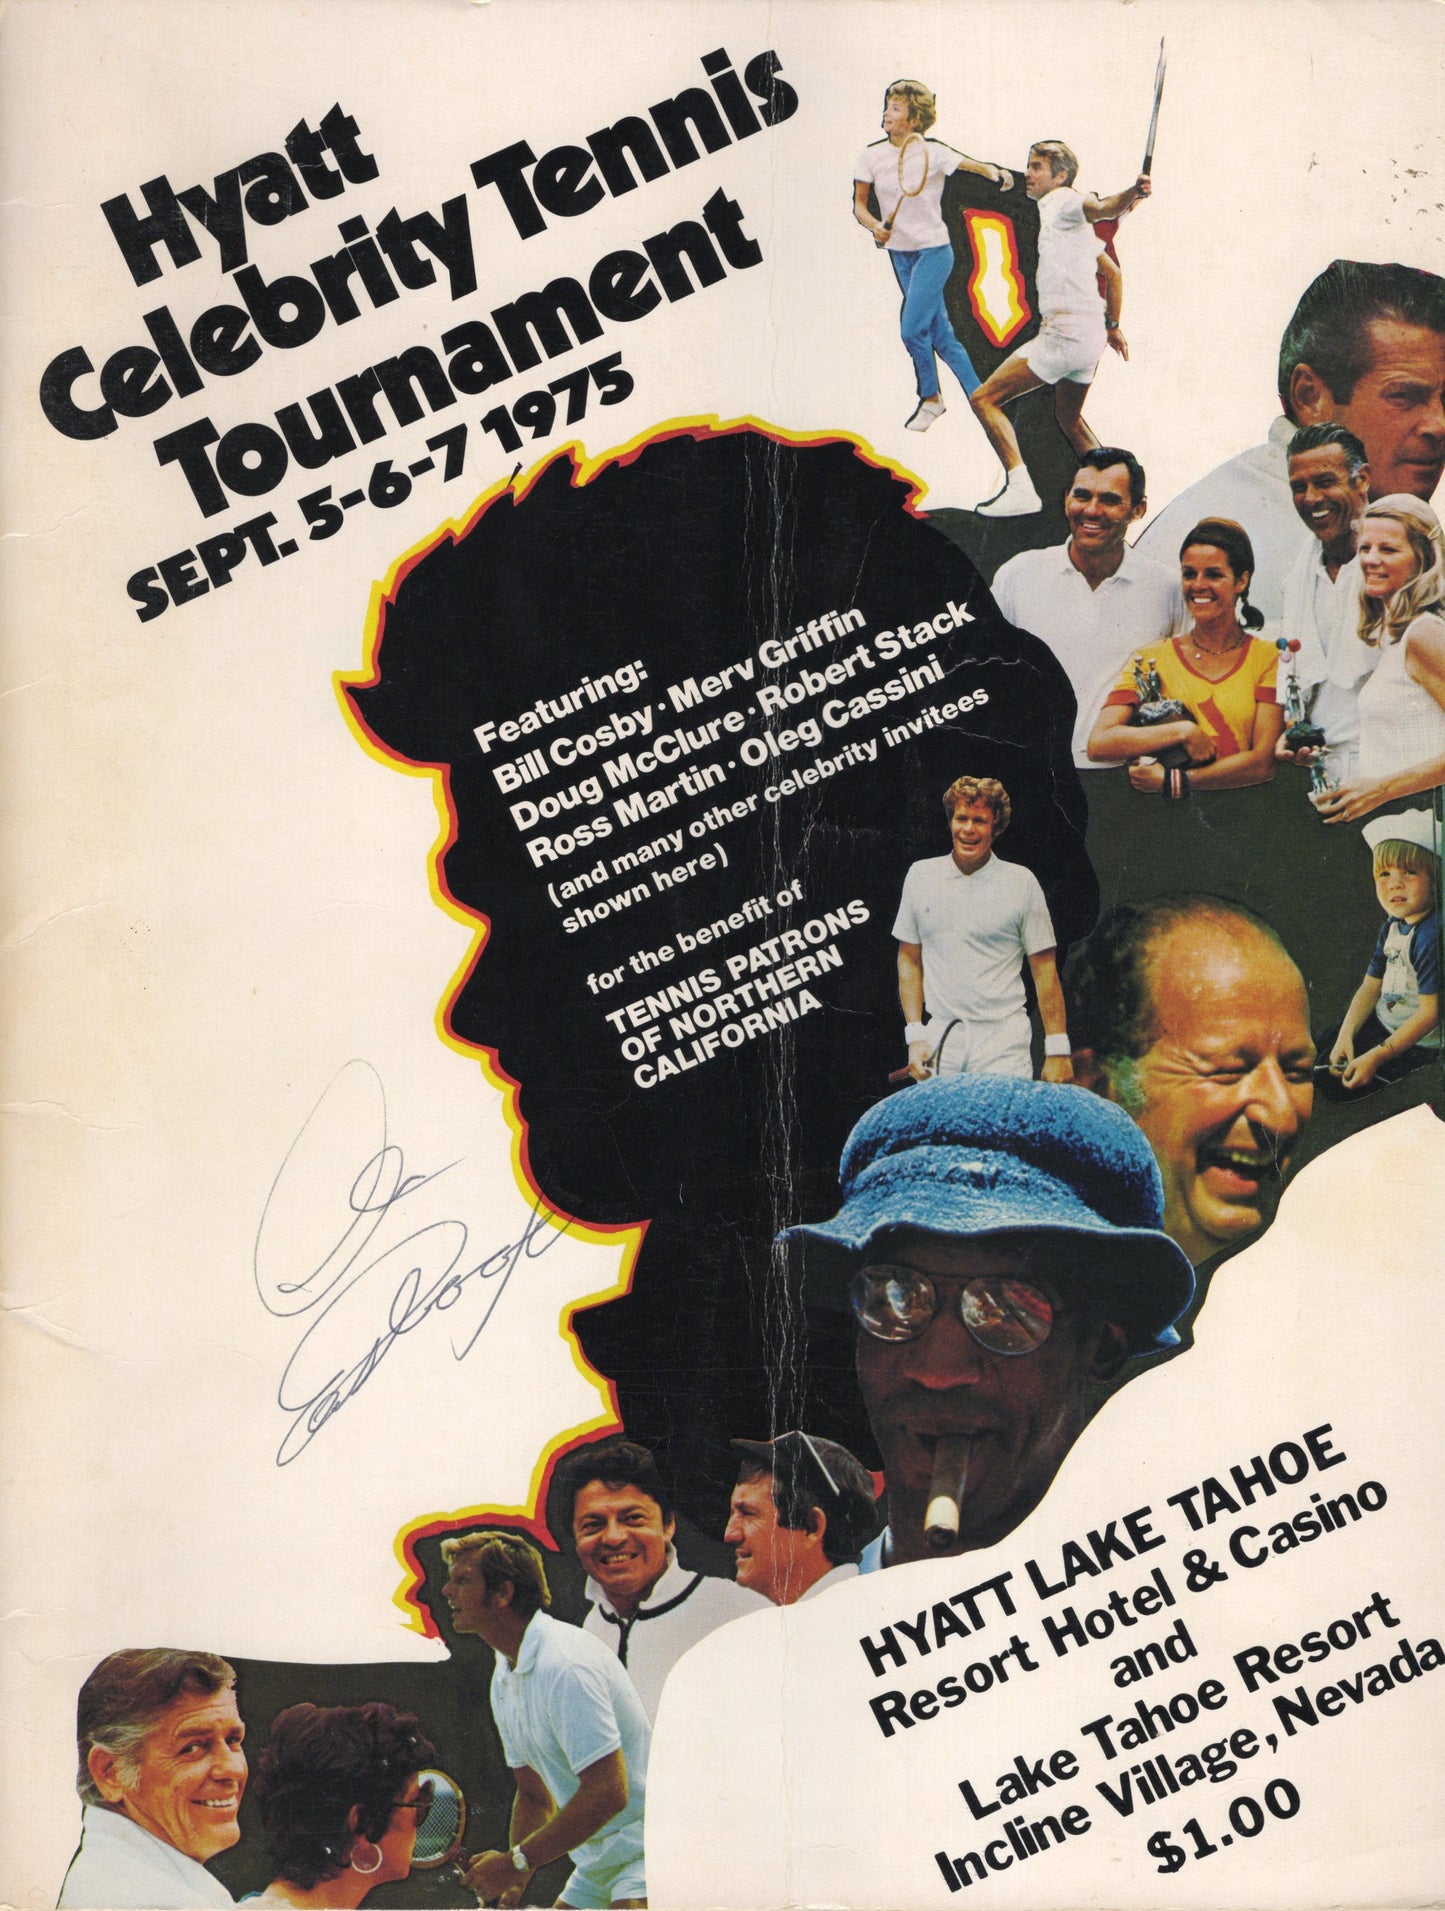 Hyatt
Celebrity Tennis
Tournament
SEPT. 5-6-7 1975
Featuring:
Bill Cosby · Merv Griffin
Doug McClure · Robert Stack
Ross Martin · Oleg Cassini
(and many other celebrity invitees
shown here)
for the benefit of
TENNIS PATRONS
OF NORTHERN
CALIFORNIA
HYATT LAKE TAHOE
Resort Hotel & Casino
and
Lake Tahoe Resort
Incline Village, Nevada
$1.00